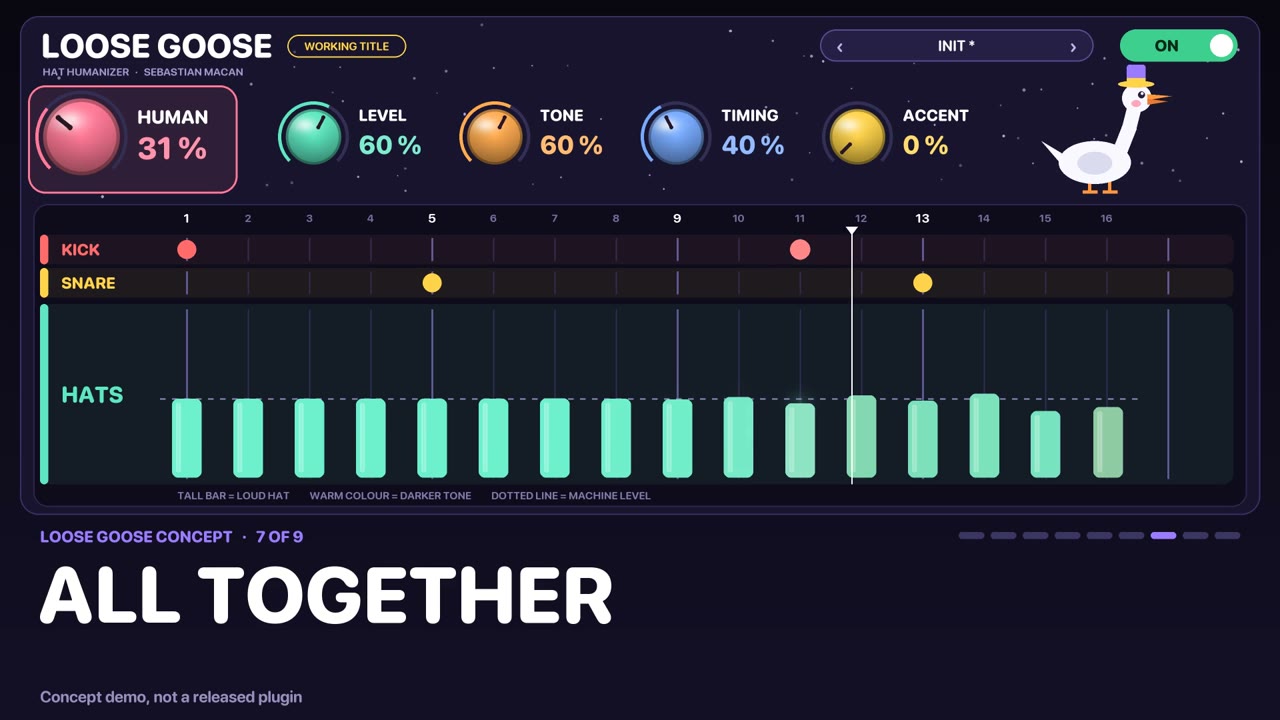 LOOSE GOOSE
WORKING TITLE
‹ INIT * ›
ON
HAT HUMANIZER · SEBASTIAN MACAN
HUMAN
31 %
LEVEL
60 %
TONE
60 %
TIMING
40 %
ACCENT
0 %
1 2 3 4 5 6 7 8 9 10 11 12 13 14 15 16
KICK
SNARE
HATS
TALL BAR = LOUD HAT WARM COLOUR = DARKER TONE DOTTED LINE = MACHINE LEVEL
LOOSE GOOSE CONCEPT · 7 OF 9
ALL TOGETHER
Concept demo, not a released plugin